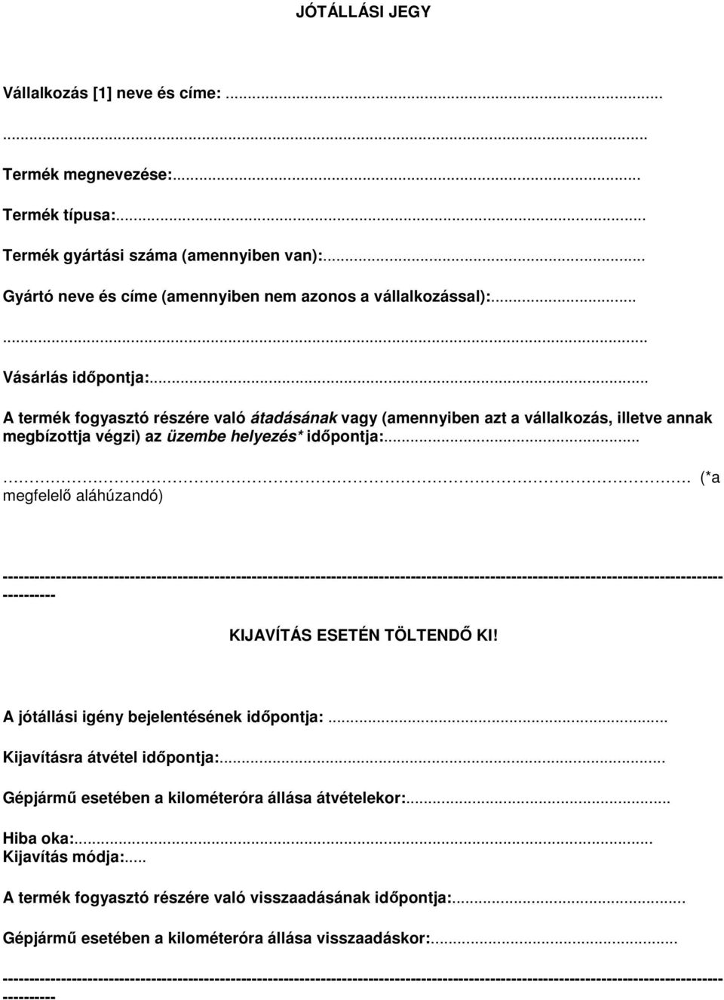 JÓTÁLLÁSI JEGY
Vállalkozás [1] neve és címe: ...
...
Termék megnevezése:...
Termék típusa:...
Termék gyártási száma (amennyiben van):...
Gyártó neve és címe (amennyiben nem azonos a vállalkozással):...
...
Vásárlás időpontja:...
A termék fogyasztó részére való átadásának vagy (amennyiben azt a vállalkozás, illetve annak
megbízottja végzi) az üzembe helyezés* időpontja:...
……………………………………………………………………………………………. (*a
megfelelő aláhúzandó)
----------------------------------------------------------------------------------------------------------------------------------------
----------
KIJAVÍTÁS ESETÉN TÖLTENDŐ KI!
A jótállási igény bejelentésének időpontja: ...
Kijavításra átvétel időpontja:...
Gépjármű esetében a kilométeróra állása átvételekor:...
Hiba oka:...
Kijavítás módja:...
A termék fogyasztó részére való visszaadásának időpontja:...
Gépjármű esetében a kilométeróra állása visszaadáskor:...
----------------------------------------------------------------------------------------------------------------------------------------
----------